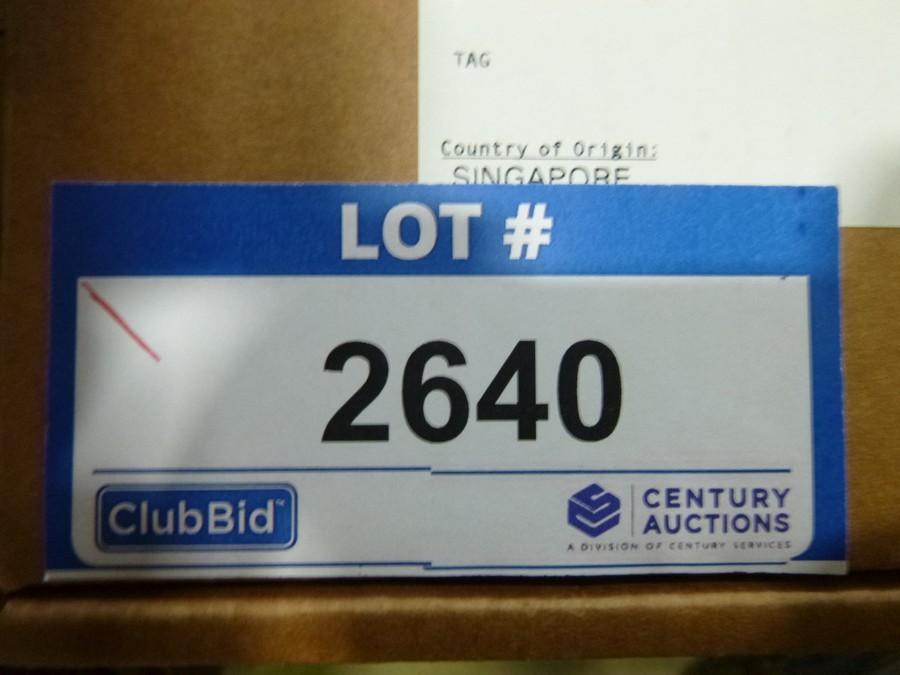 TAG
Country of Origin:
SINGAPORE
LOT #
2640
ClubBid™
CENTURY
AUCTIONS
A DIVISION OF CENTURY SERVICES